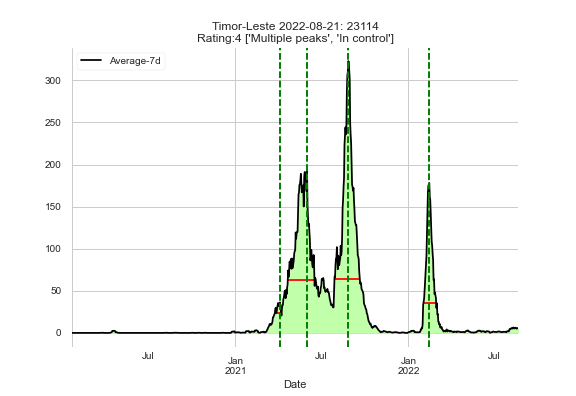 Timor-Leste 2022-08-21: 23114
Rating:4 ['Multiple peaks', 'In control']
Average-7d
300
250
200
150
100
50
0
Jul
Jan
2021
Jul
Jan
2022
Jul
Date